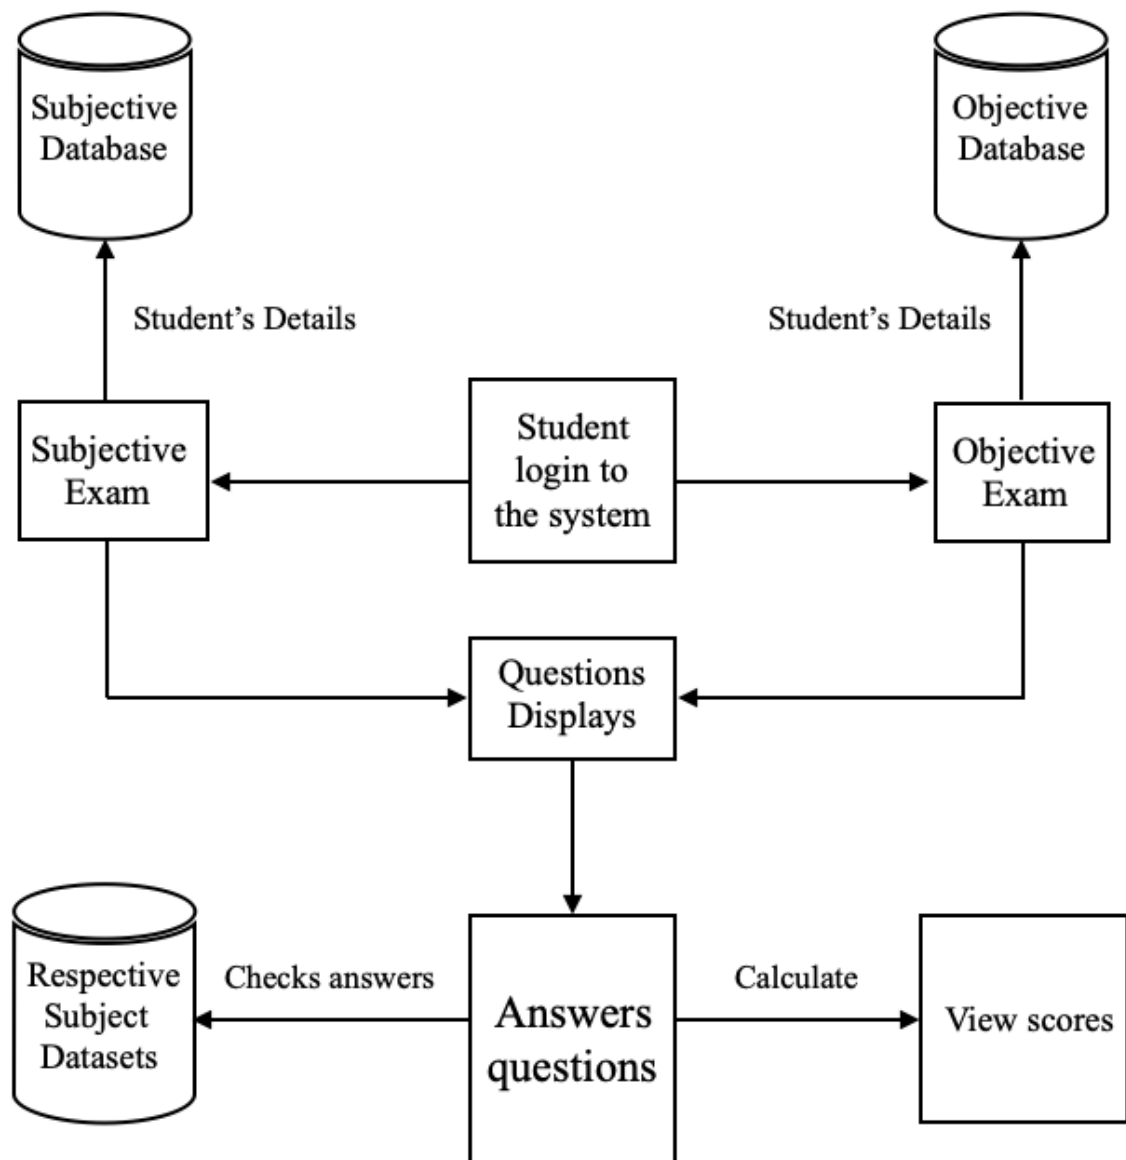 Subjective
Database
Objective
Database
Student’s Details
Student’s Details
Subjective
Exam
Student
login to
the system
Objective
Exam
Questions
Displays
Respective
Subject
Datasets
Checks answers
Answers
questions
Calculate
View scores